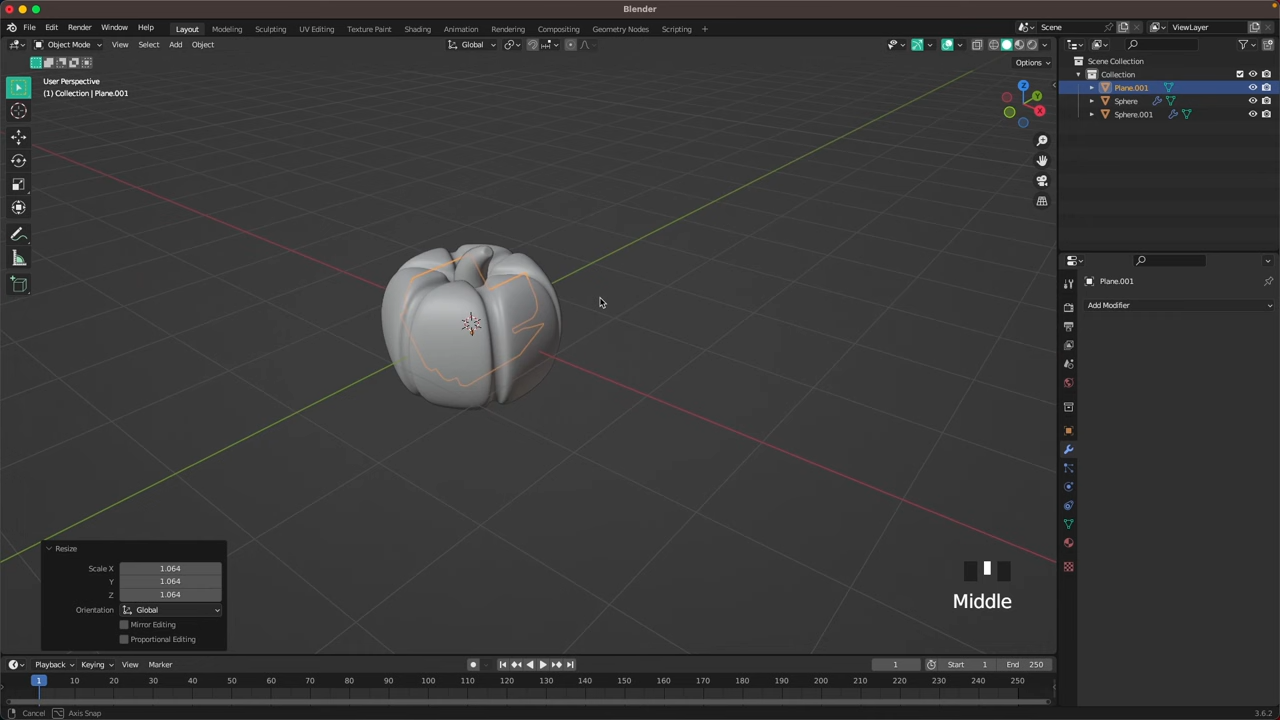 Blender
File Edit Render Window Help Layout Modeling Sculpting UV Editing Texture Paint Shading Animation Rendering Compositing Geometry Nodes Scripting + Scene ViewLayer
Object Mode View Select Add Object Global
Options
User Perspective
(1) Collection | Plane.001
Z
Y
X
Scene Collection
Collection
Plane.001
Sphere
Sphere.001
Plane.001
Add Modifier
Resize
Scale X 1.064
Y 1.064
Z 1.064
Orientation Global
Mirror Editing
Proportional Editing
Middle
Playback Keying View Marker 1 Start 1 End 250
1 10 20 30 40 50 60 70 80 90 100 110 120 130 140 150 160 170 180 190 200 210 220 230 240 250
Cancel Axis Snap 3.6.2